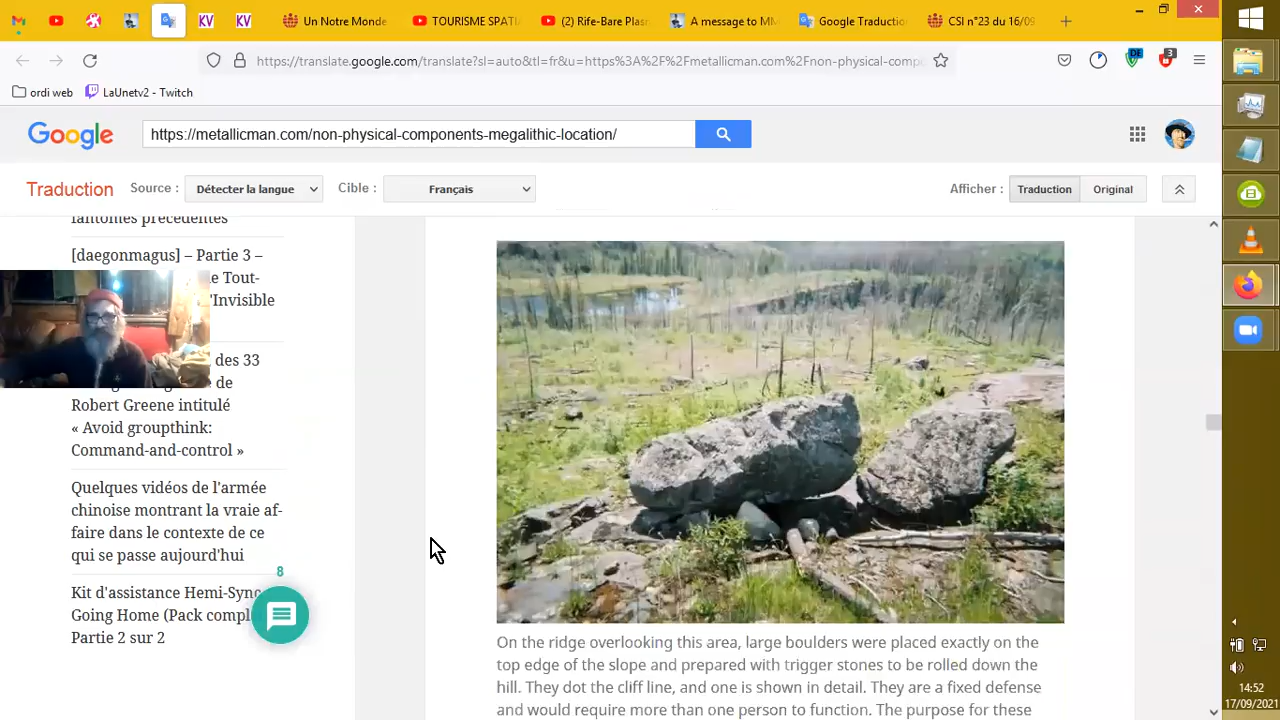 Un Notre Monde
TOURISME SPATI
(2) Rife-Bare Plasm
A message to MM
Google Traduction
CSI n°23 du 16/09
https://translate.google.com/translate?sl=auto&tl=fr&u=https%3A%2F%2Fmetallicman.com%2Fnon-physical-compo
DE
3
ordi web
LaUnetv2 - Twitch
Google
https://metallicman.com/non-physical-components-megalithic-location/
Traduction
Source :
Détecter la langue
Cible :
Français
Afficher :
Traduction
Original
fantômes précédentes
[daegonmagus] – Partie 3 –
le Tout-
l'Invisible
des 33
de
Robert Greene intitulé
« Avoid groupthink:
Command-and-control »
Quelques vidéos de l'armée
chinoise montrant la vraie af-
faire dans le contexte de ce
qui se passe aujourd'hui
8
Kit d'assistance Hemi-Sync
Going Home (Pack compl
Partie 2 sur 2
On the ridge overlooking this area, large boulders were placed exactly on the
top edge of the slope and prepared with trigger stones to be rolled down the
hill. They dot the cliff line, and one is shown in detail. They are a fixed defense
and would require more than one person to function. The purpose for these
14:52
17/09/2021